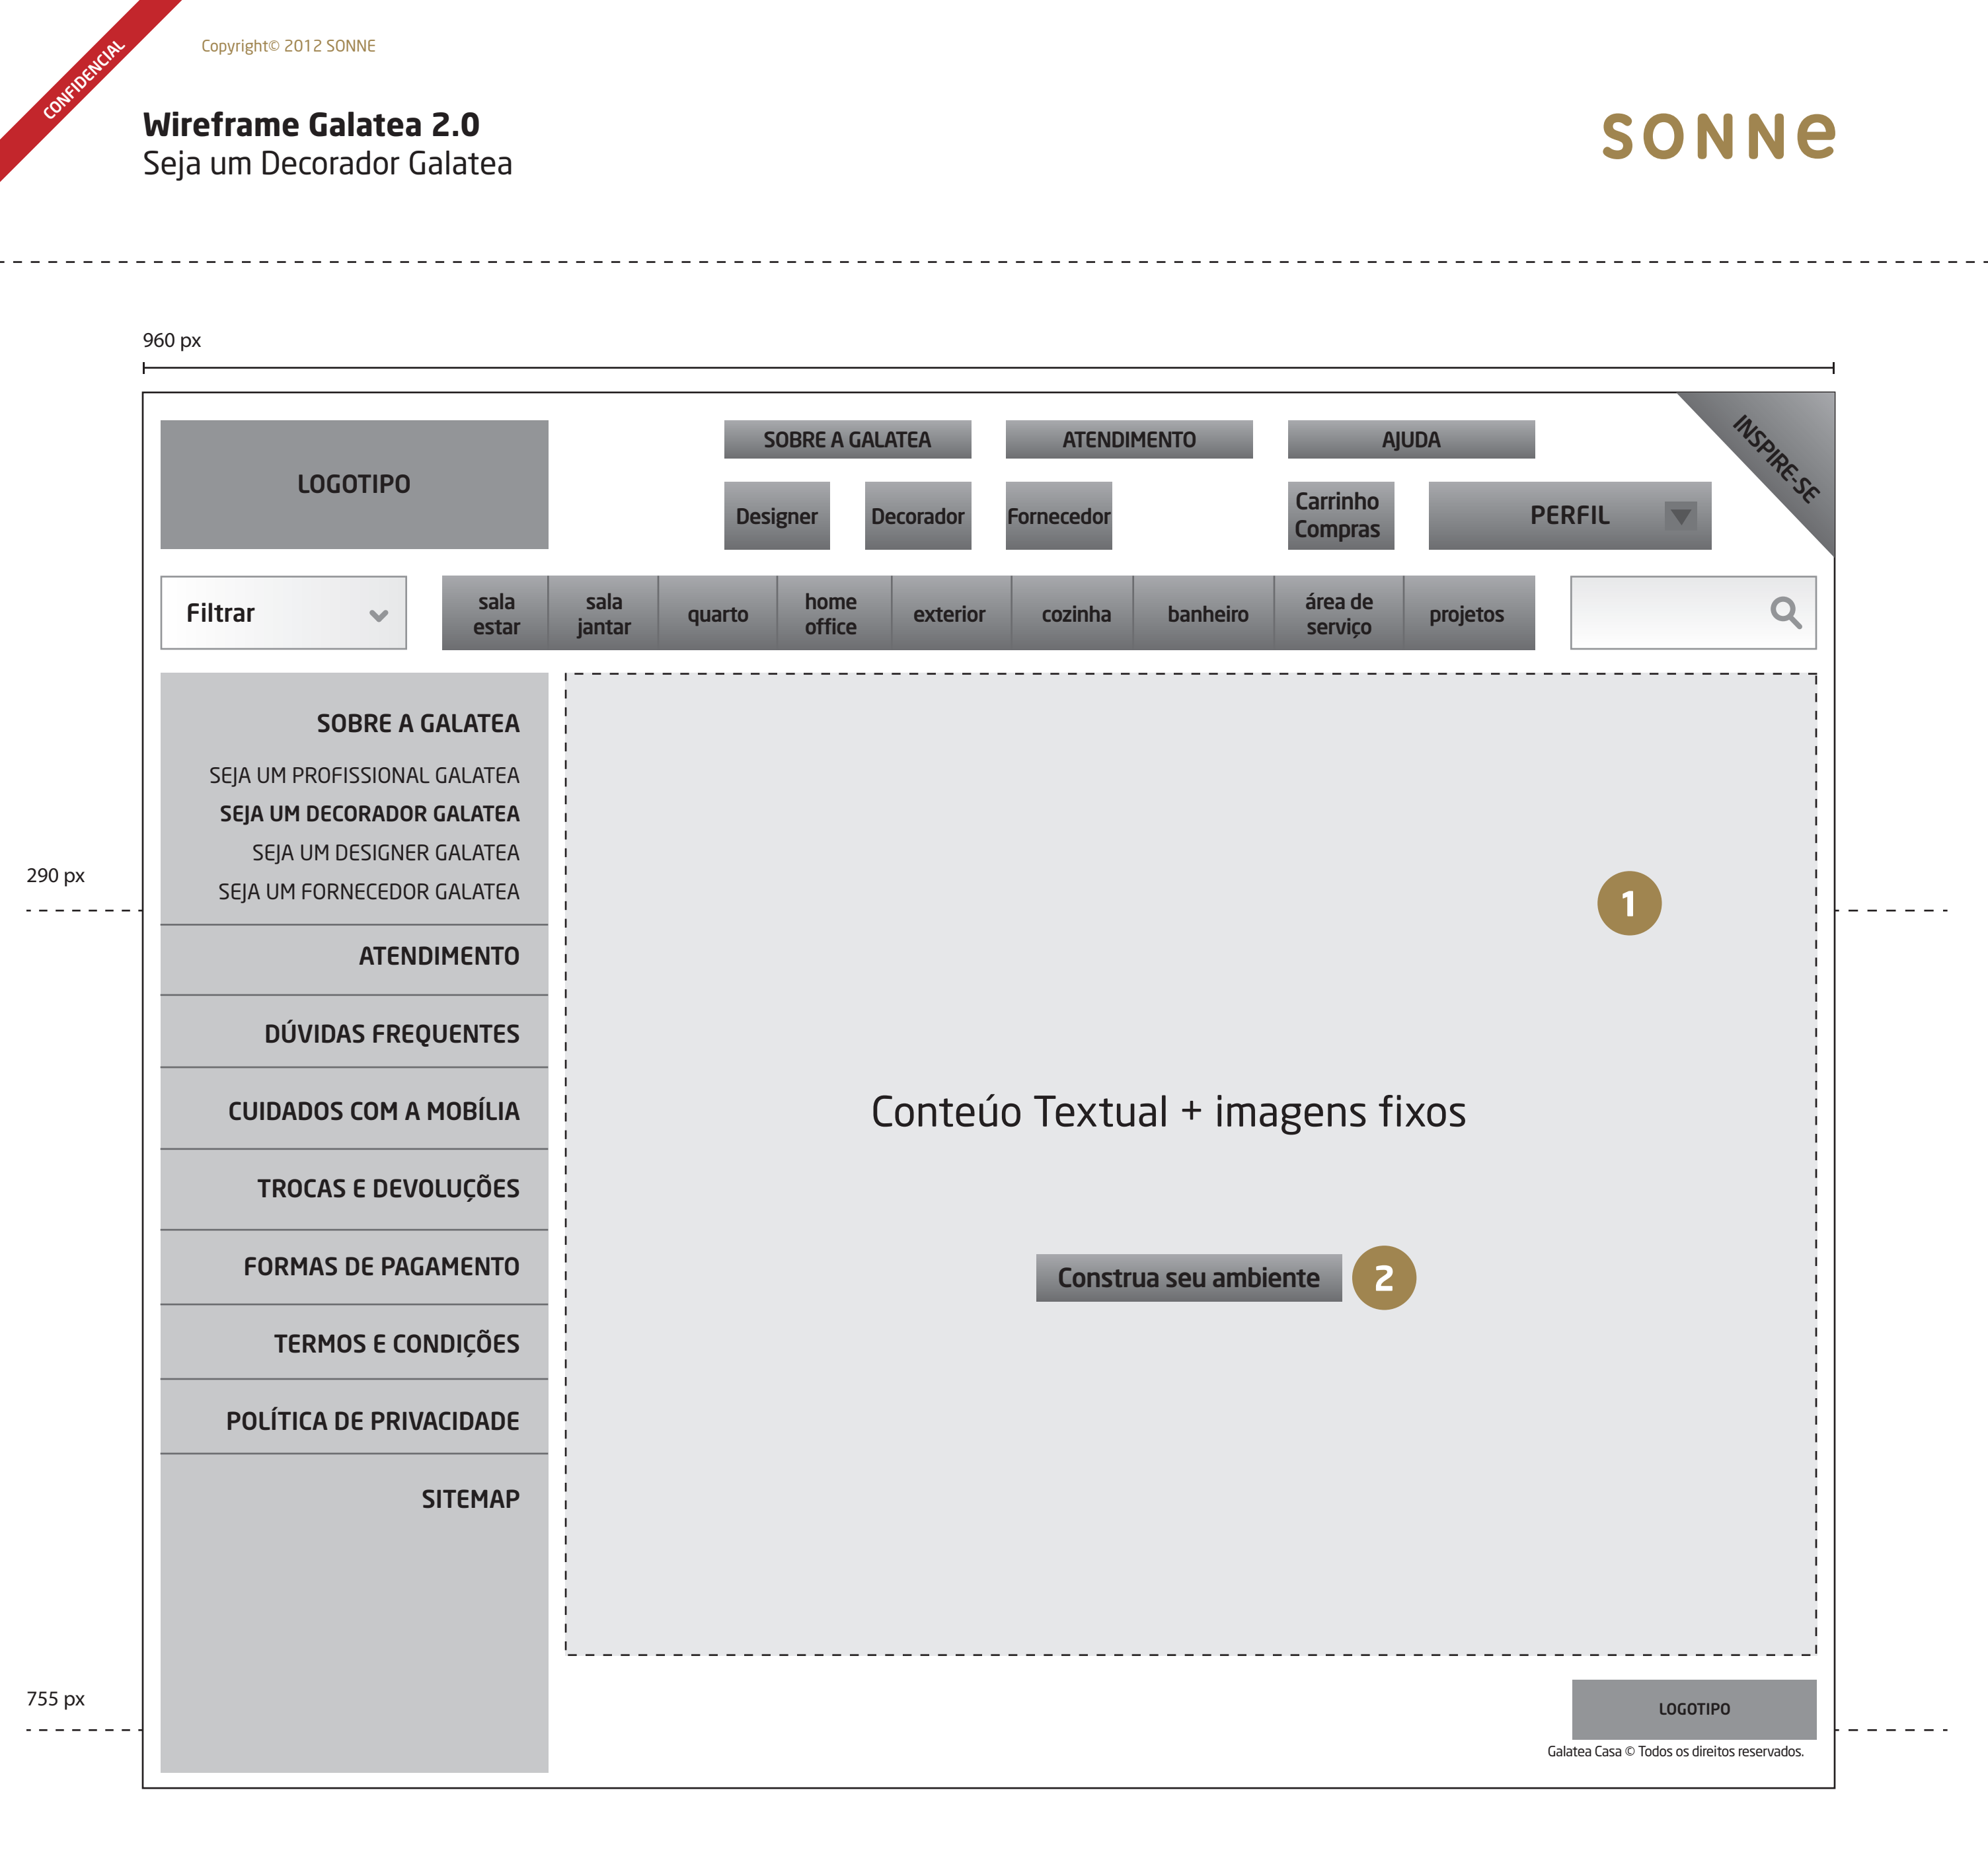 CONFIDENCIAL
Copyright© 2012 SONNE
Wireframe Galatea 2.0
Seja um Decorador Galatea
SONNe
960 px
LOGOTIPO
SOBRE A GALATEA
ATENDIMENTO
AJUDA
INSPIRE-SE
Designer
Decorador
Fornecedor
Carrinho
Compras
PERFIL
Filtrar
sala
estar
sala
jantar
quarto
home
office
exterior
cozinha
banheiro
área de
serviço
projetos
SOBRE A GALATEA
SEJA UM PROFISSIONAL GALATEA
SEJA UM DECORADOR GALATEA
SEJA UM DESIGNER GALATEA
SEJA UM FORNECEDOR GALATEA
290 px
ATENDIMENTO
DÚVIDAS FREQUENTES
CUIDADOS COM A MOBÍLIA
TROCAS E DEVOLUÇÕES
FORMAS DE PAGAMENTO
TERMOS E CONDIÇÕES
POLÍTICA DE PRIVACIDADE
SITEMAP
1
Conteúo Textual + imagens fixos
Construa seu ambiente
2
755 px
LOGOTIPO
Galatea Casa © Todos os direitos reservados.